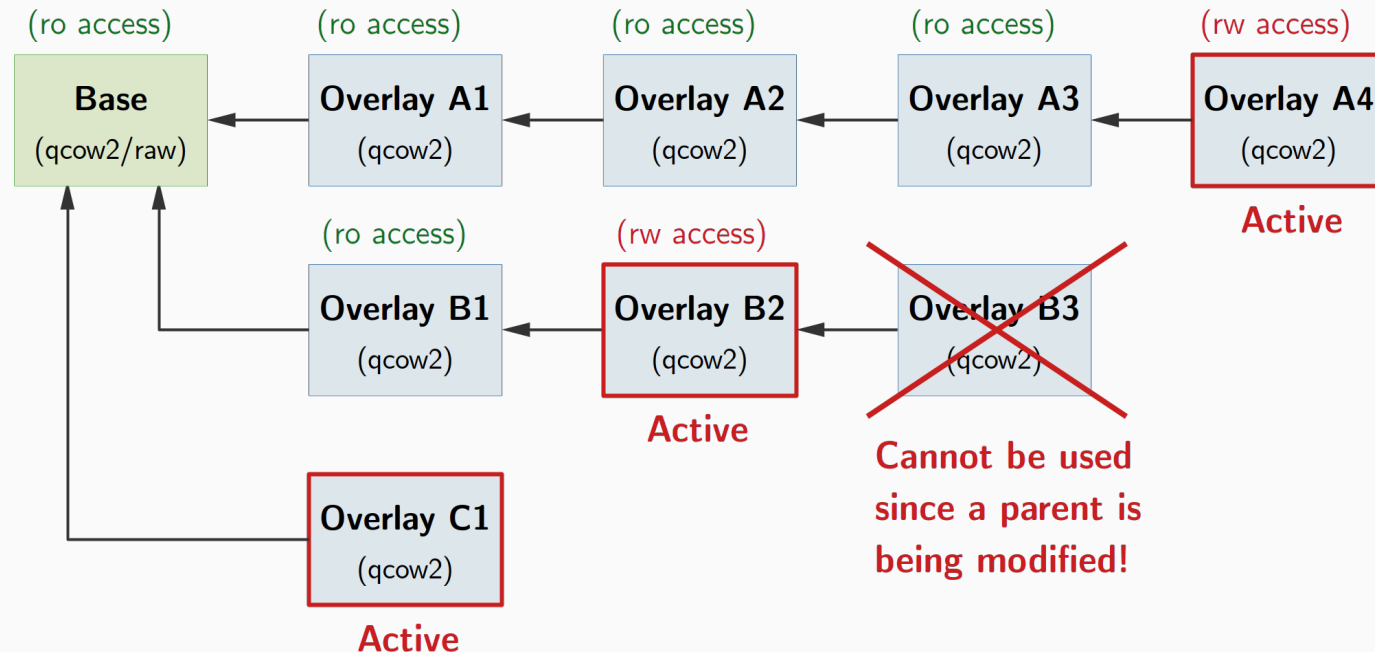 (ro access)
(ro access)
(ro access)
(ro access)
(rw access)
Base
(qcow2/raw)
Overlay A1
(qcow2)
Overlay A2
(qcow2)
Overlay A3
(qcow2)
Overlay A4
(qcow2)
Active
(ro access)
(rw access)
Overlay B1
(qcow2)
Overlay B2
(qcow2)
Overlay B3
(qcow2)
Active
Cannot be used
since a parent is
being modified!
Overlay C1
(qcow2)
Active